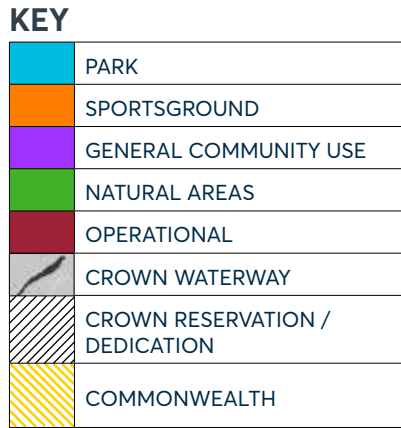 KEY
PARK
SPORTSGROUND
GENERAL COMMUNITY USE
NATURAL AREAS
OPERATIONAL
CROWN WATERWAY
CROWN RESERVATION /
DEDICATION
COMMONWEALTH